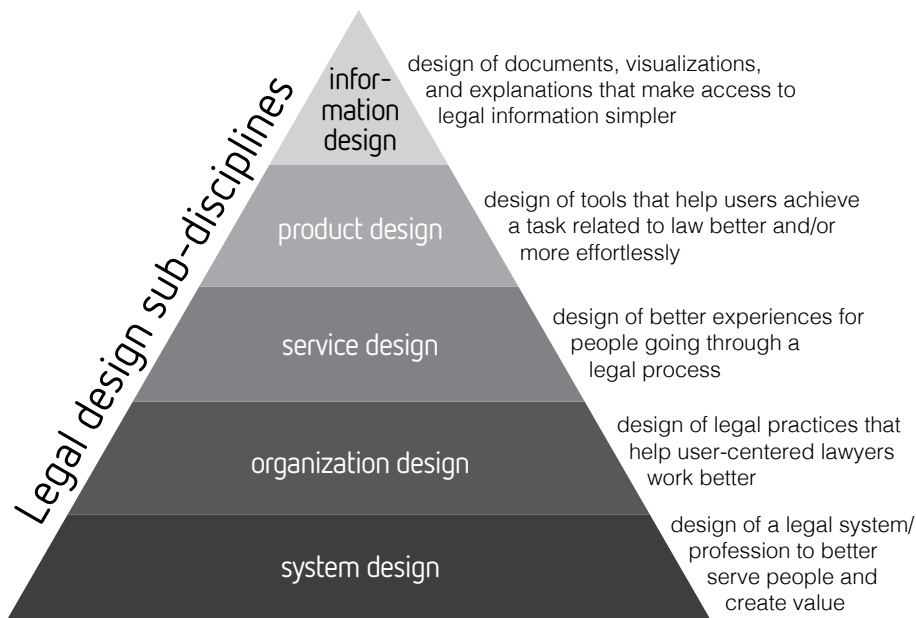 Legal design sub-disciplines
infor-
mation
design
design of documents, visualizations,
and explanations that make access to
legal information simpler
product design
design of tools that help users achieve
a task related to law better and/or
more effortlessly
service design
design of better experiences for
people going through a
legal process
organization design
design of legal practices that
help user-centered lawyers
work better
system design
design of a legal system/
profession to better
serve people and
create value